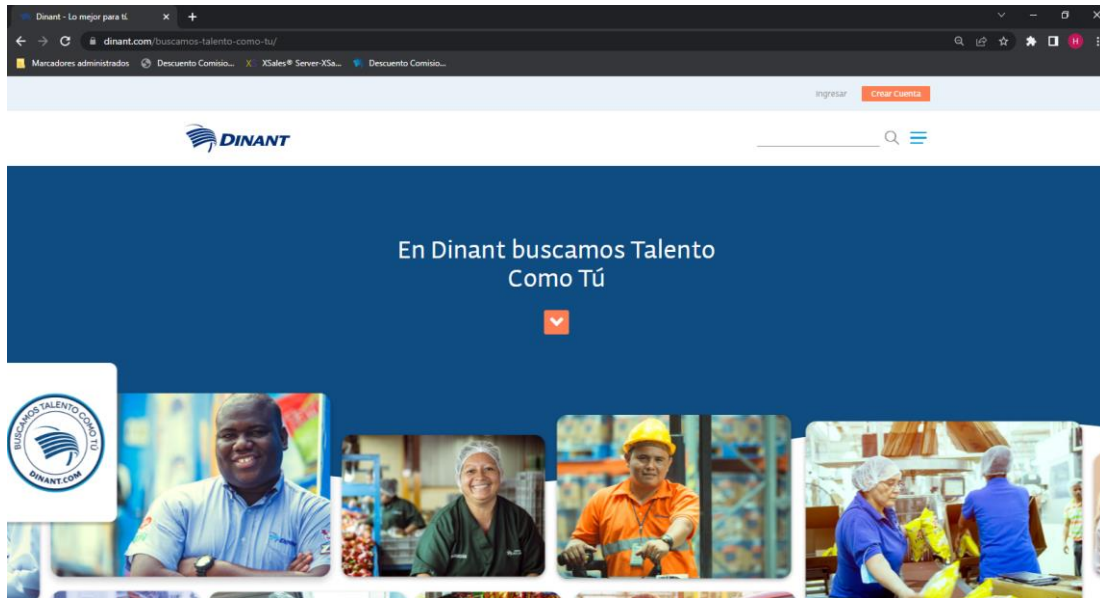 Dinant - Lo mejor para tí.
dinant.com/buscamos-talento-como-tu/
H
Marcadores administrados
Descuento Comisio...
XSales® Server-XSa...
Descuento Comisio...
Ingresar
Crear Cuenta
DINANT
En Dinant buscamos Talento
Como Tú
BUSCAMOS TALENTO COMO TÚ
DINANT.COM